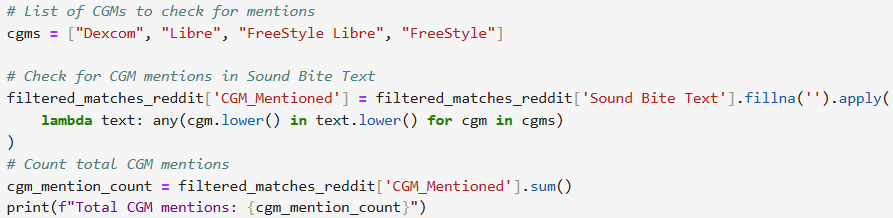 # List of CGMs to check for mentions
cgms = ["Dexcom", "Libre", "FreeStyle Libre", "FreeStyle"]
# Check for CGM mentions in Sound Bite Text
filtered_matches_reddit['CGM_Mentioned'] = filtered_matches_reddit['Sound Bite Text'].fillna('').apply(
    lambda text: any(cgm.lower() in text.lower() for cgm in cgms)
)
# Count total CGM mentions
cgm_mention_count = filtered_matches_reddit['CGM_Mentioned'].sum()
print(f"Total CGM mentions: {cgm_mention_count}")